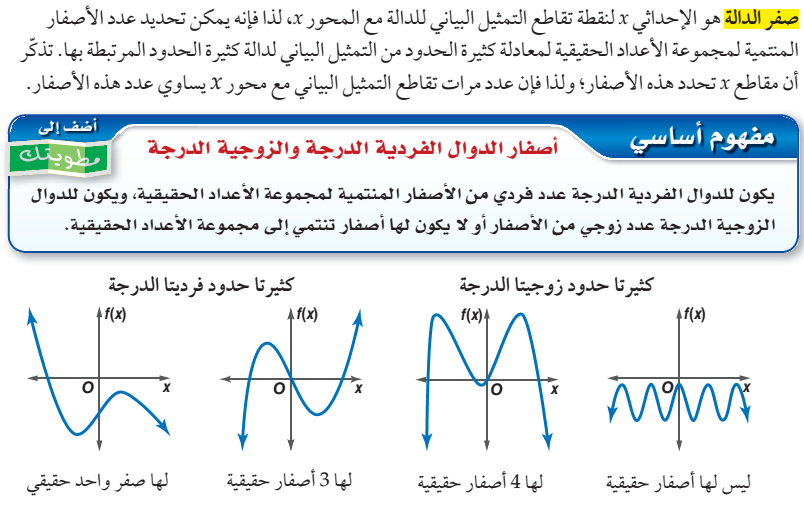 صفر الدالة هو الإحداثي x لنقطة تقاطع التمثيل البياني للدالة مع المحور x، لذا فإنه يمكن تحديد عدد الأصفار
المنتمية لمجموعة الأعداد الحقيقية لمعادلة كثيرة الحدود من التمثيل البياني لدالة كثيرة الحدود المرتبطة بها. تذكّر
أن مقاطع x تحدد هذه الأصفار؛ ولذا فإن عدد مرات تقاطع التمثيل البياني مع محور x يساوي عدد هذه الأصفار.
مفهوم أساسي
أصفار الدوال الفردية الدرجة والزوجية الدرجة
أضف إلى
مطويتك
يكون للدوال الفردية الدرجة عدد فردي من الأصفار المنتمية لمجموعة الأعداد الحقيقية، ويكون للدوال
الزوجية الدرجة عدد زوجي من الأصفار أو لا يكون لها أصفار تنتمي إلى مجموعة الأعداد الحقيقية.
كثيرتا حدود زوجيتا الدرجة
كثيرتا حدود فرديتا الدرجة
f(x)
O
x
ليس لها أصفار حقيقية
f(x)
O
x
لها 4 أصفار حقيقية
f(x)
O
x
لها 3 أصفار حقيقية
f(x)
O
x
لها صفر واحد حقيقي